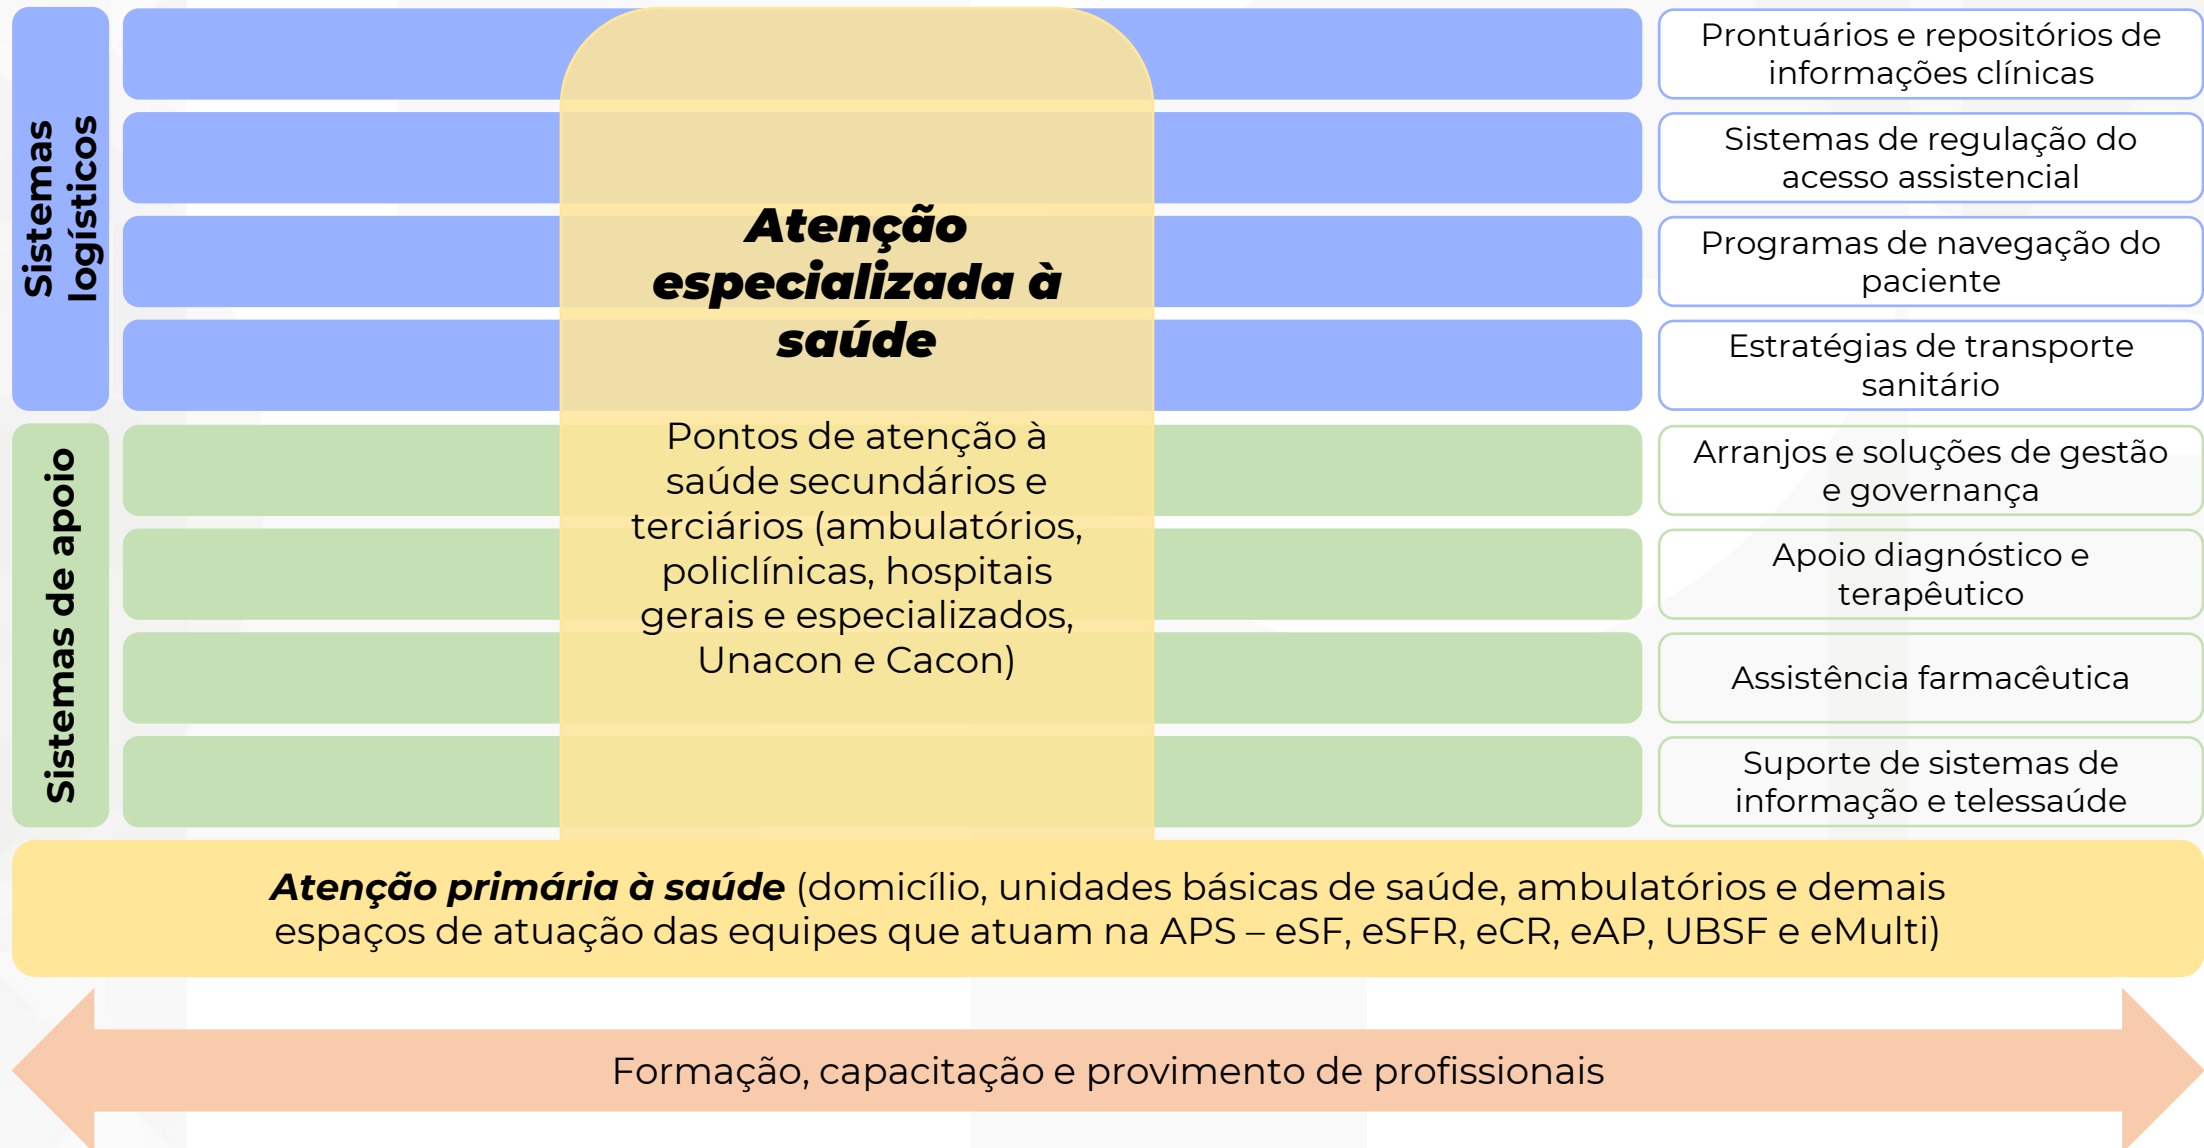 Sistemas
logísticos
Prontuários e repositórios de
informações clínicas
Sistemas de regulação do
acesso assistencial
Programas de navegação do
paciente
Estratégias de transporte
sanitário
Atenção
especializada à
saúde
Pontos de atenção à
saúde secundários e
terciários (ambulatórios,
policlínicas, hospitais
gerais e especializados,
Unacon e Cacon)
Sistemas de apoio
Arranjos e soluções de gestão
e governança
Apoio diagnóstico e
terapêutico
Assistência farmacêutica
Suporte de sistemas de
informação e telessaúde
Atenção primária à saúde (domicílio, unidades básicas de saúde, ambulatórios e demais
espaços de atuação das equipes que atuam na APS – eSF, eSFR, eCR, eAP, UBSF e eMulti)
Formação, capacitação e provimento de profissionais